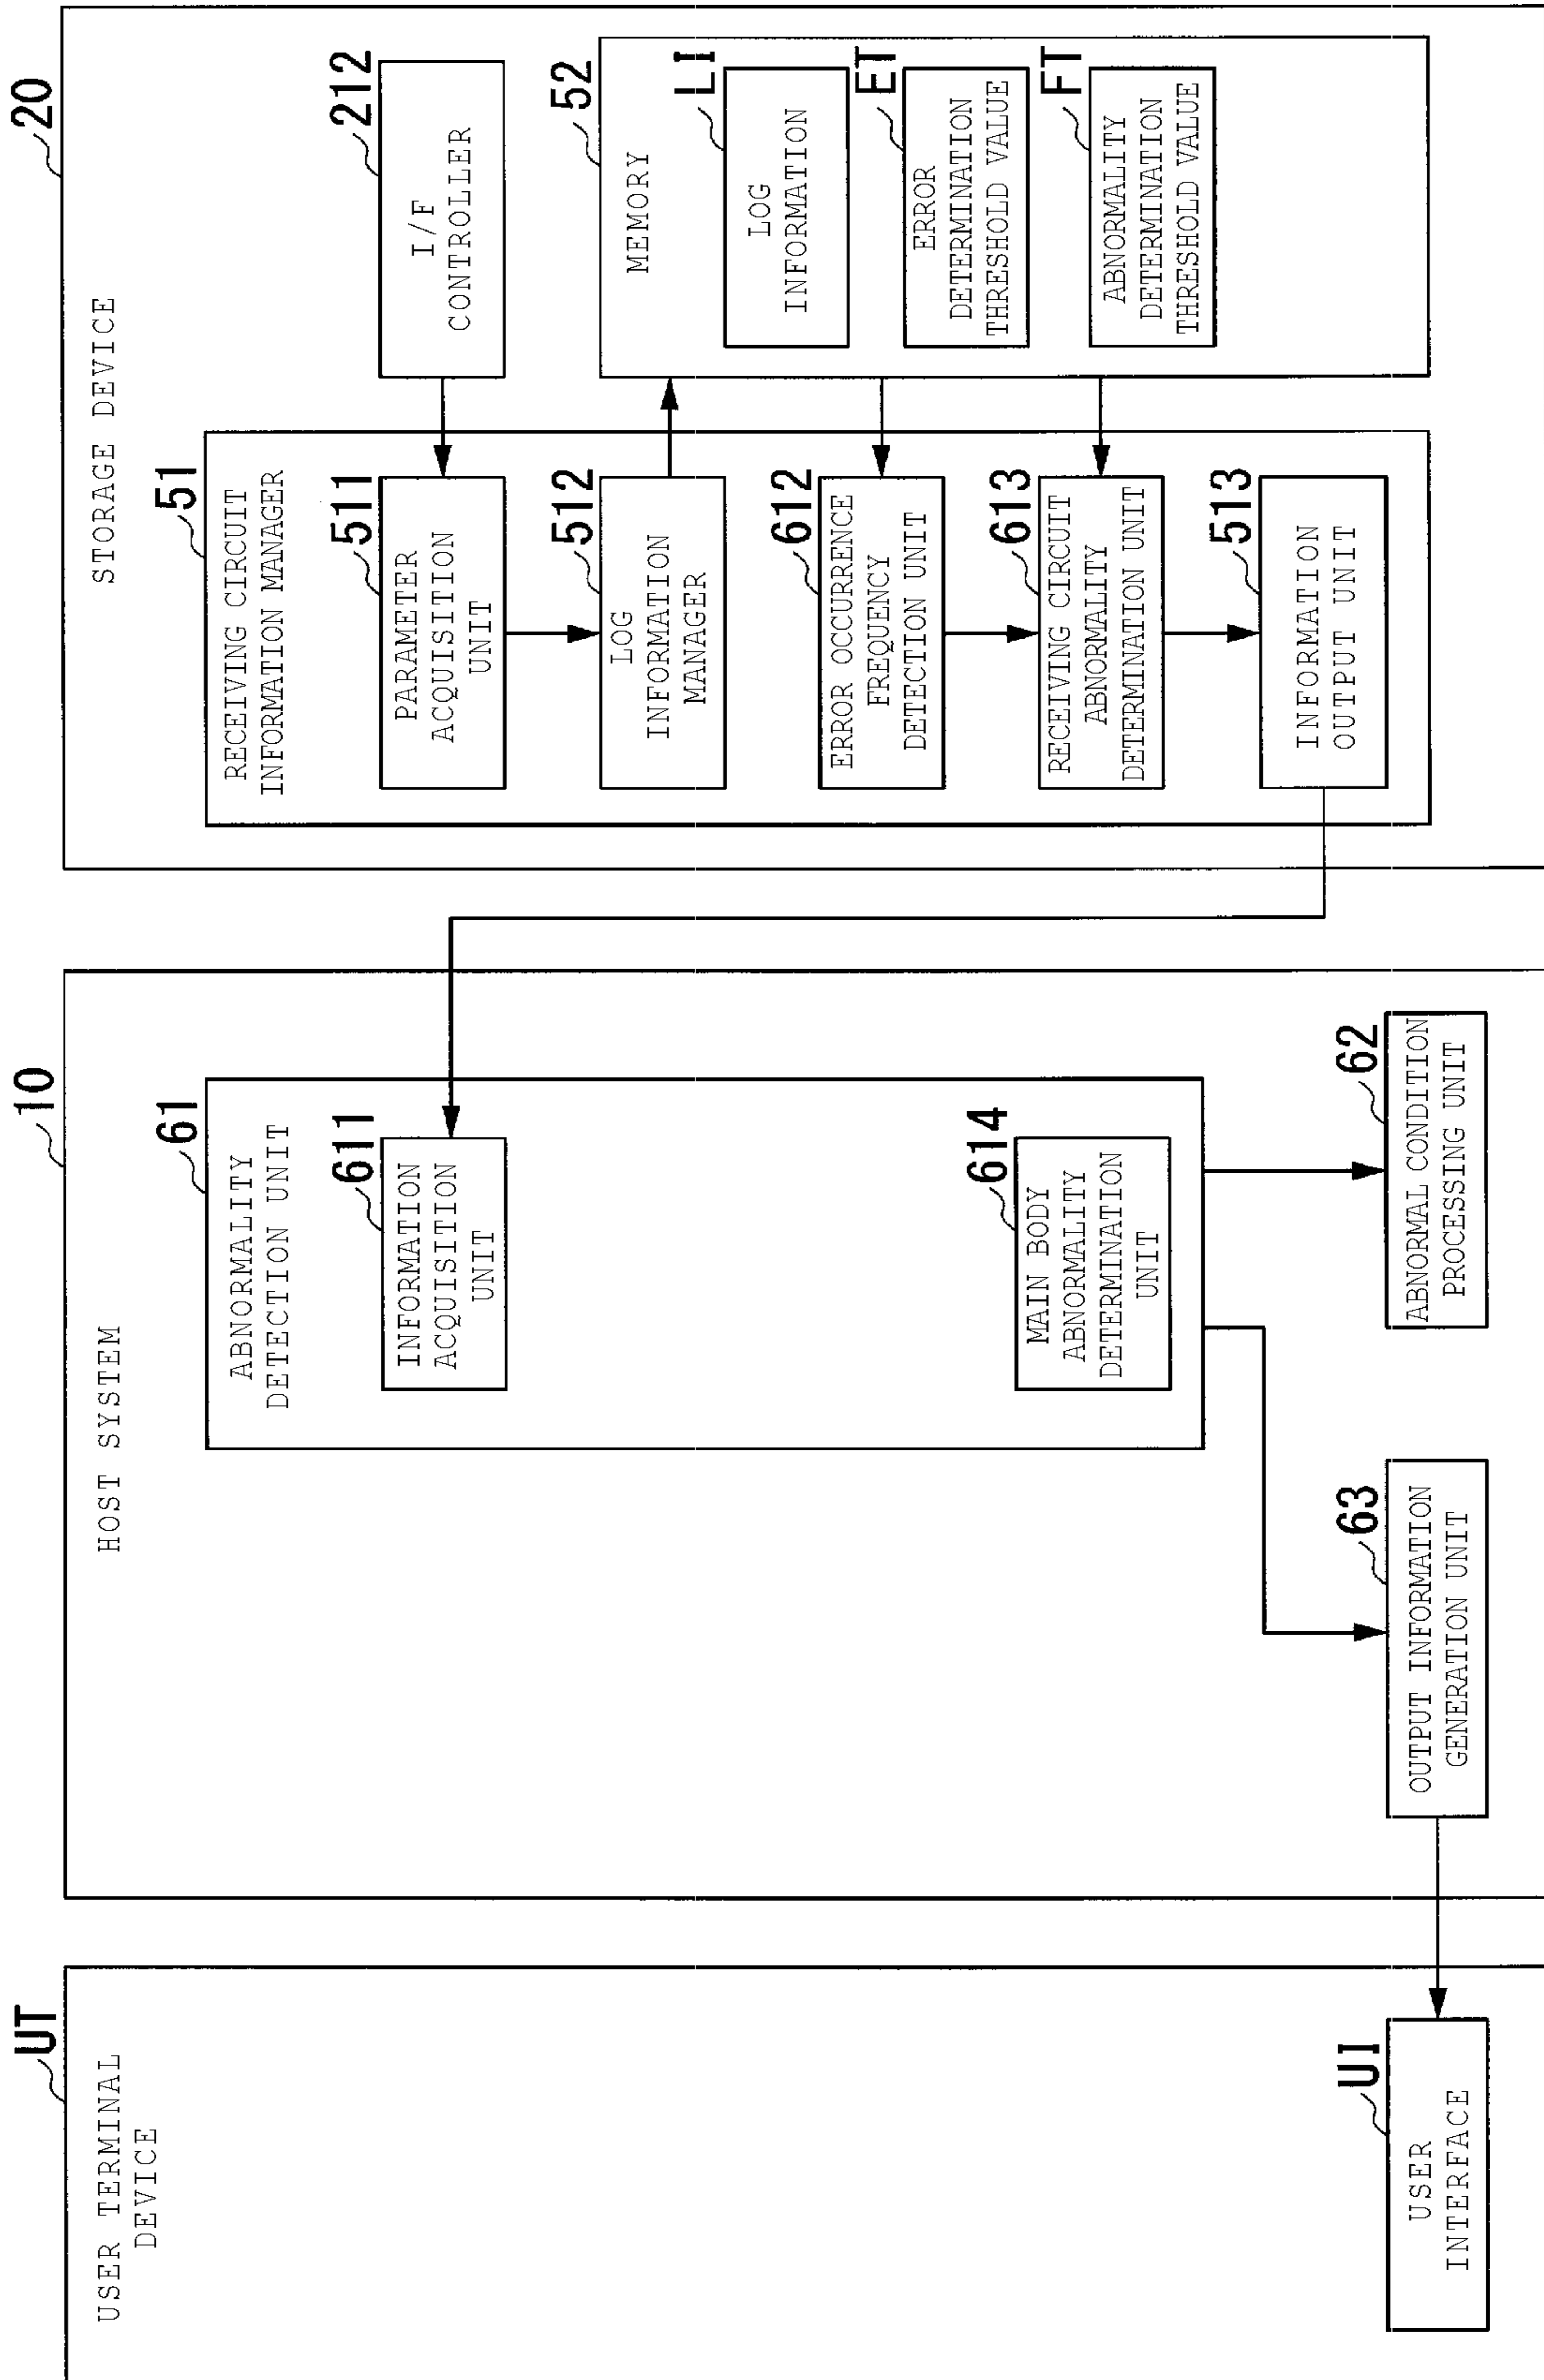 UT
USER TERMINAL
DEVICE
UI
USER
INTERFACE
10
HOST SYSTEM
61
ABNORMALITY
DETECTION UNIT
611
INFORMATION
ACQUISITION
UNIT
614
MAIN BODY
ABNORMALITY
DETERMINATION
UNIT
63
OUTPUT INFORMATION
GENERATION UNIT
62
ABNORMAL CONDITION
PROCESSING UNIT
20
STORAGE DEVICE
51
RECEIVING CIRCUIT
INFORMATION MANAGER
511
PARAMETER
ACQUISITION
UNIT
512
LOG
INFORMATION
MANAGER
612
ERROR OCCURRENCE
FREQUENCY
DETECTION UNIT
613
RECEIVING CIRCUIT
ABNORMALITY
DETERMINATION UNIT
513
INFORMATION
OUTPUT UNIT
212
I/F
CONTROLLER
52
MEMORY
LI
LOG
INFORMATION
ET
ERROR
DETERMINATION
THRESHOLD VALUE
FT
ABNORMALITY
DETERMINATION
THRESHOLD VALUE